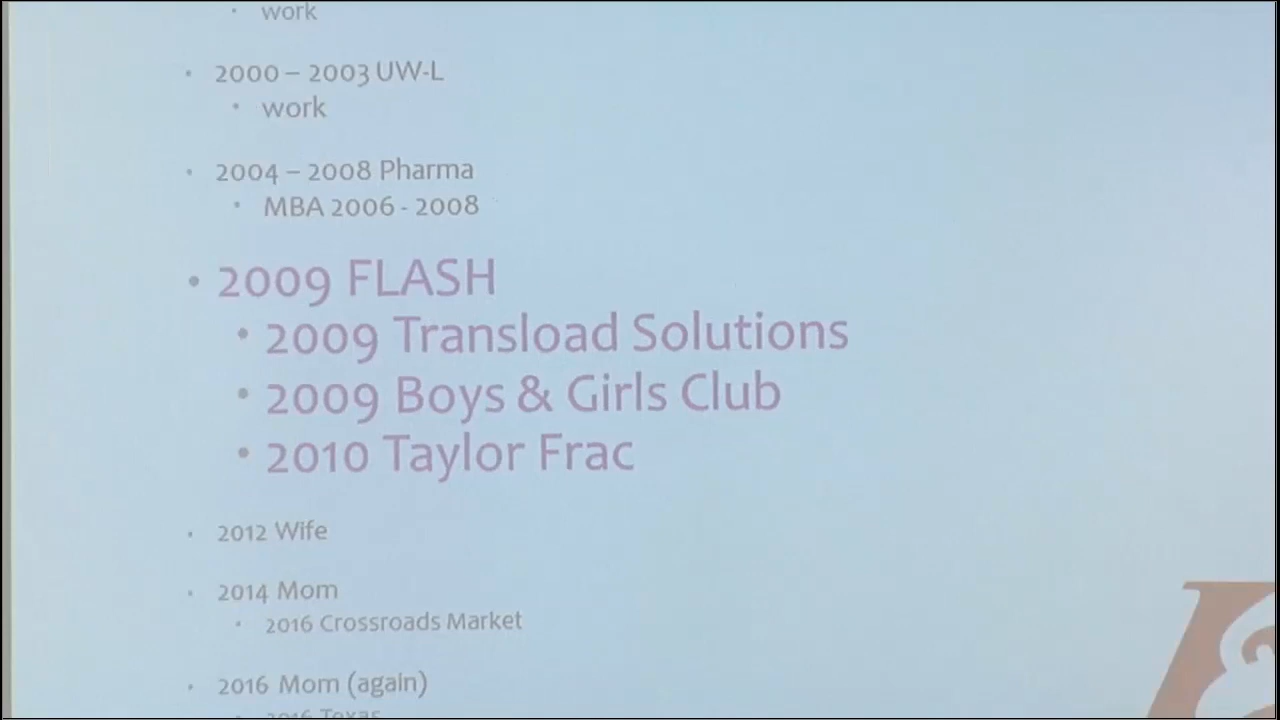 • work
• 2000 – 2003 UW-L
• work
• 2004 – 2008 Pharma
• MBA 2006 - 2008
• 2009 FLASH
• 2009 Transload Solutions
• 2009 Boys & Girls Club
• 2010 Taylor Frac
• 2012 Wife
• 2014 Mom
• 2016 Crossroads Market
• 2016 Mom (again)
• 2016 Texas